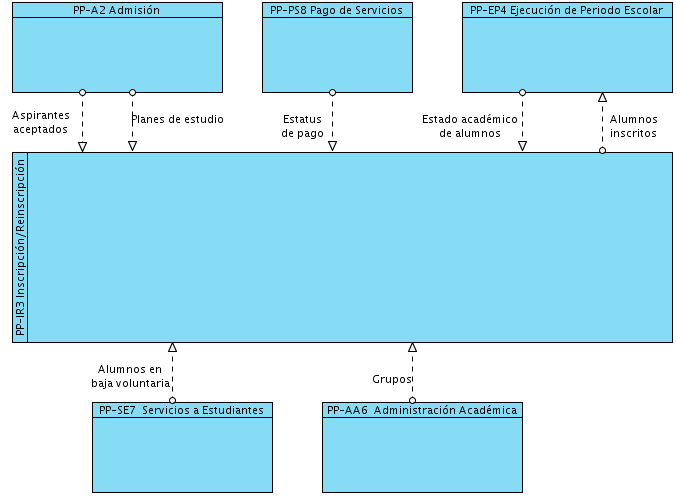 PP-A2 Admisión
PP-PS8 Pago de Servicios
PP-EP4 Ejecución de Periodo Escolar
Aspirantes
aceptados
Planes de estudio
Estatus
de pago
Estado académico
de alumnos
Alumnos
inscritos
PP-IR3 Inscripción/Reinscripción
Alumnos en
baja voluntaria
Grupos
PP-SE7 Servicios a Estudiantes
PP-AA6 Administración Académica